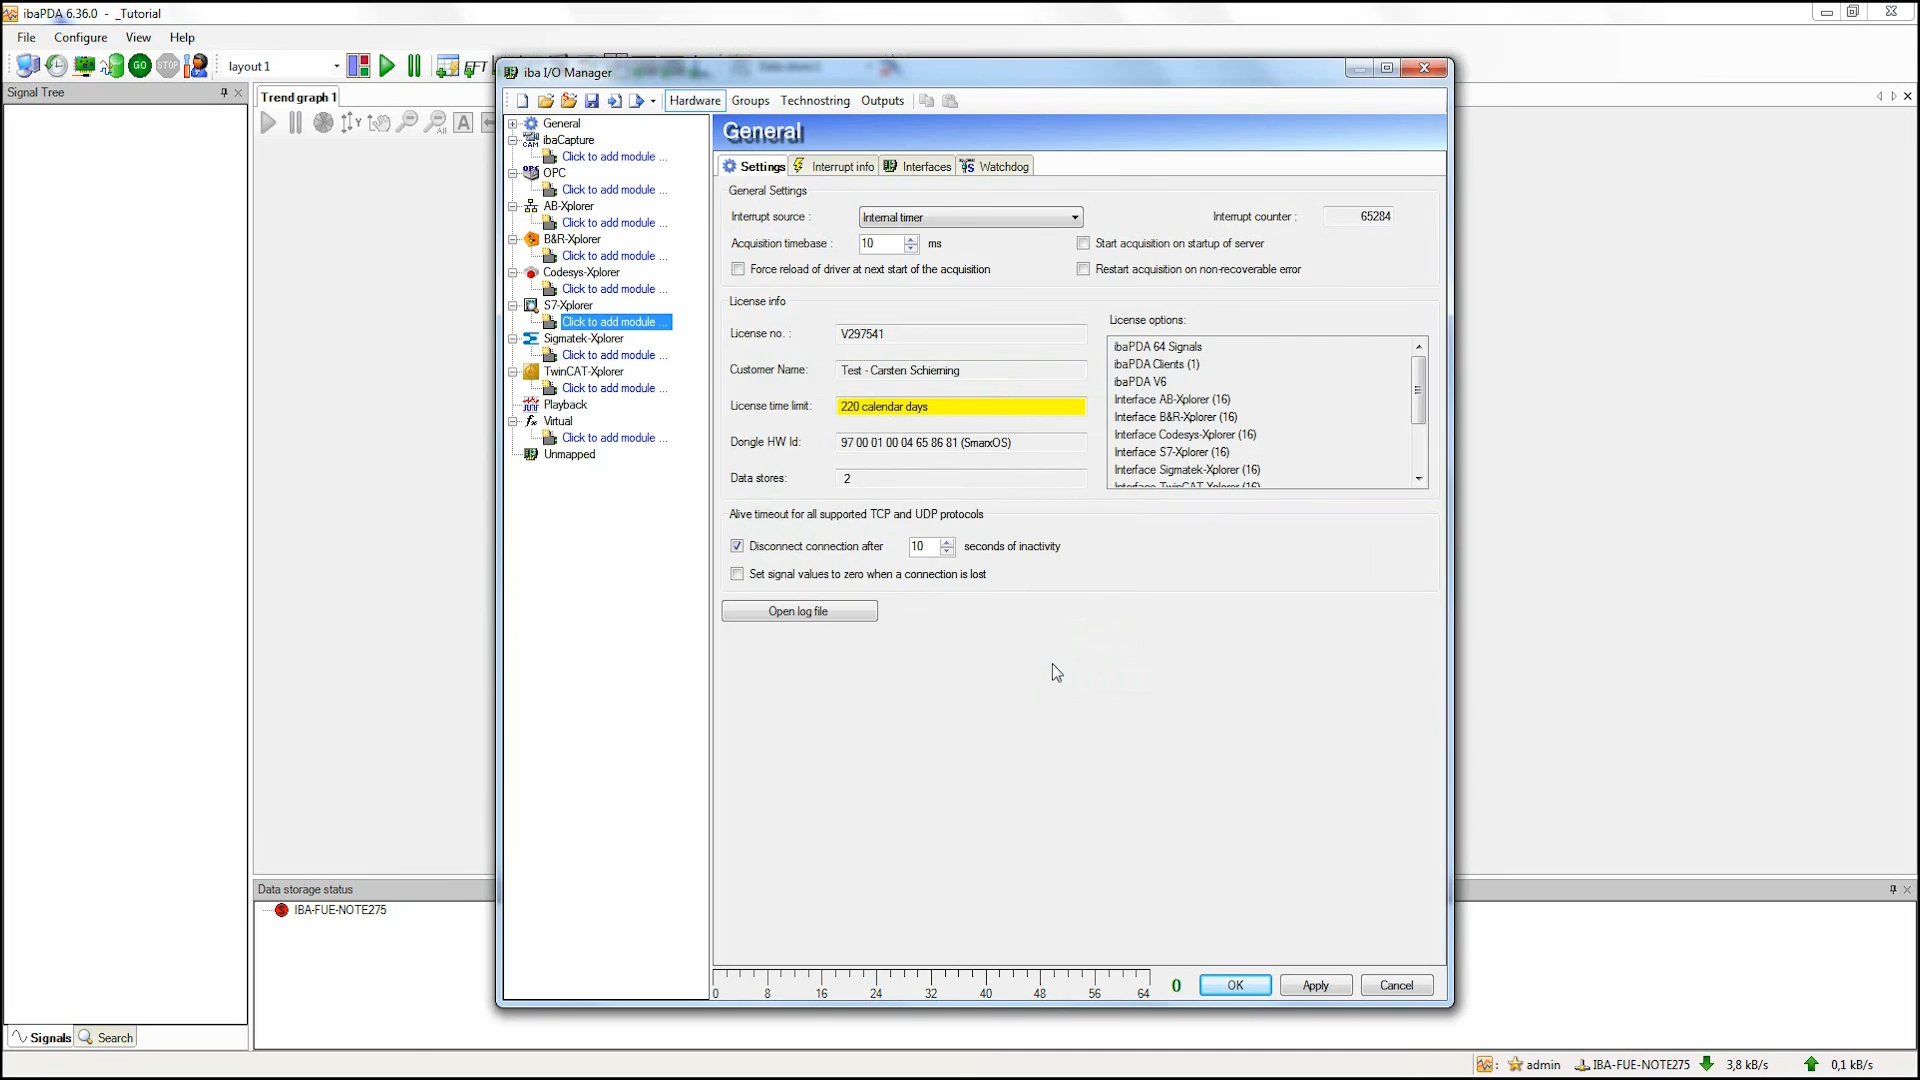 ibaPDA 6.36.0 - _Tutorial
File Configure View Help
GO STOP layout 1 FFT
Signal Tree
Trend graph 1
A
iba I/O Manager
Hardware Groups Technostring Outputs
General
ibaCapture
Click to add module ...
OPC
Click to add module ...
AB-Xplorer
Click to add module ...
B&R-Xplorer
Click to add module ...
Codesys-Xplorer
Click to add module ...
S7-Xplorer
Click to add module ...
Sigmatek-Xplorer
Click to add module ...
TwinCAT-Xplorer
Click to add module ...
Playback
Virtual
Click to add module ...
Unmapped
General
Settings Interrupt info Interfaces Watchdog
General Settings
Interrupt source : Internal timer Interrupt counter : 65284
Acquisition timebase : 10 ms Start acquisition on startup of server
Force reload of driver at next start of the acquisition Restart acquisition on non-recoverable error
License info
License no. : V297541
Customer Name: Test - Carsten Schierning
License time limit: 220 calendar days
Dongle HW Id: 97 00 01 00 04 65 86 81 (SmarxOS)
Data stores: 2
License options:
ibaPDA 64 Signals
ibaPDA Clients (1)
ibaPDA V6
Interface AB-Xplorer (16)
Interface B&R-Xplorer (16)
Interface Codesys-Xplorer (16)
Interface S7-Xplorer (16)
Interface Sigmatek-Xplorer (16)
Interface TwinCAT-Xplorer (16)
Alive timeout for all supported TCP and UDP protocols
Disconnect connection after 10 seconds of inactivity
Set signal values to zero when a connection is lost
Open log file
0 8 16 24 32 40 48 56 64
0 OK Apply Cancel
Data storage status
IBA-FUE-NOTE275
Signals Search
admin IBA-FUE-NOTE275 3,8 kB/s 0,1 kB/s